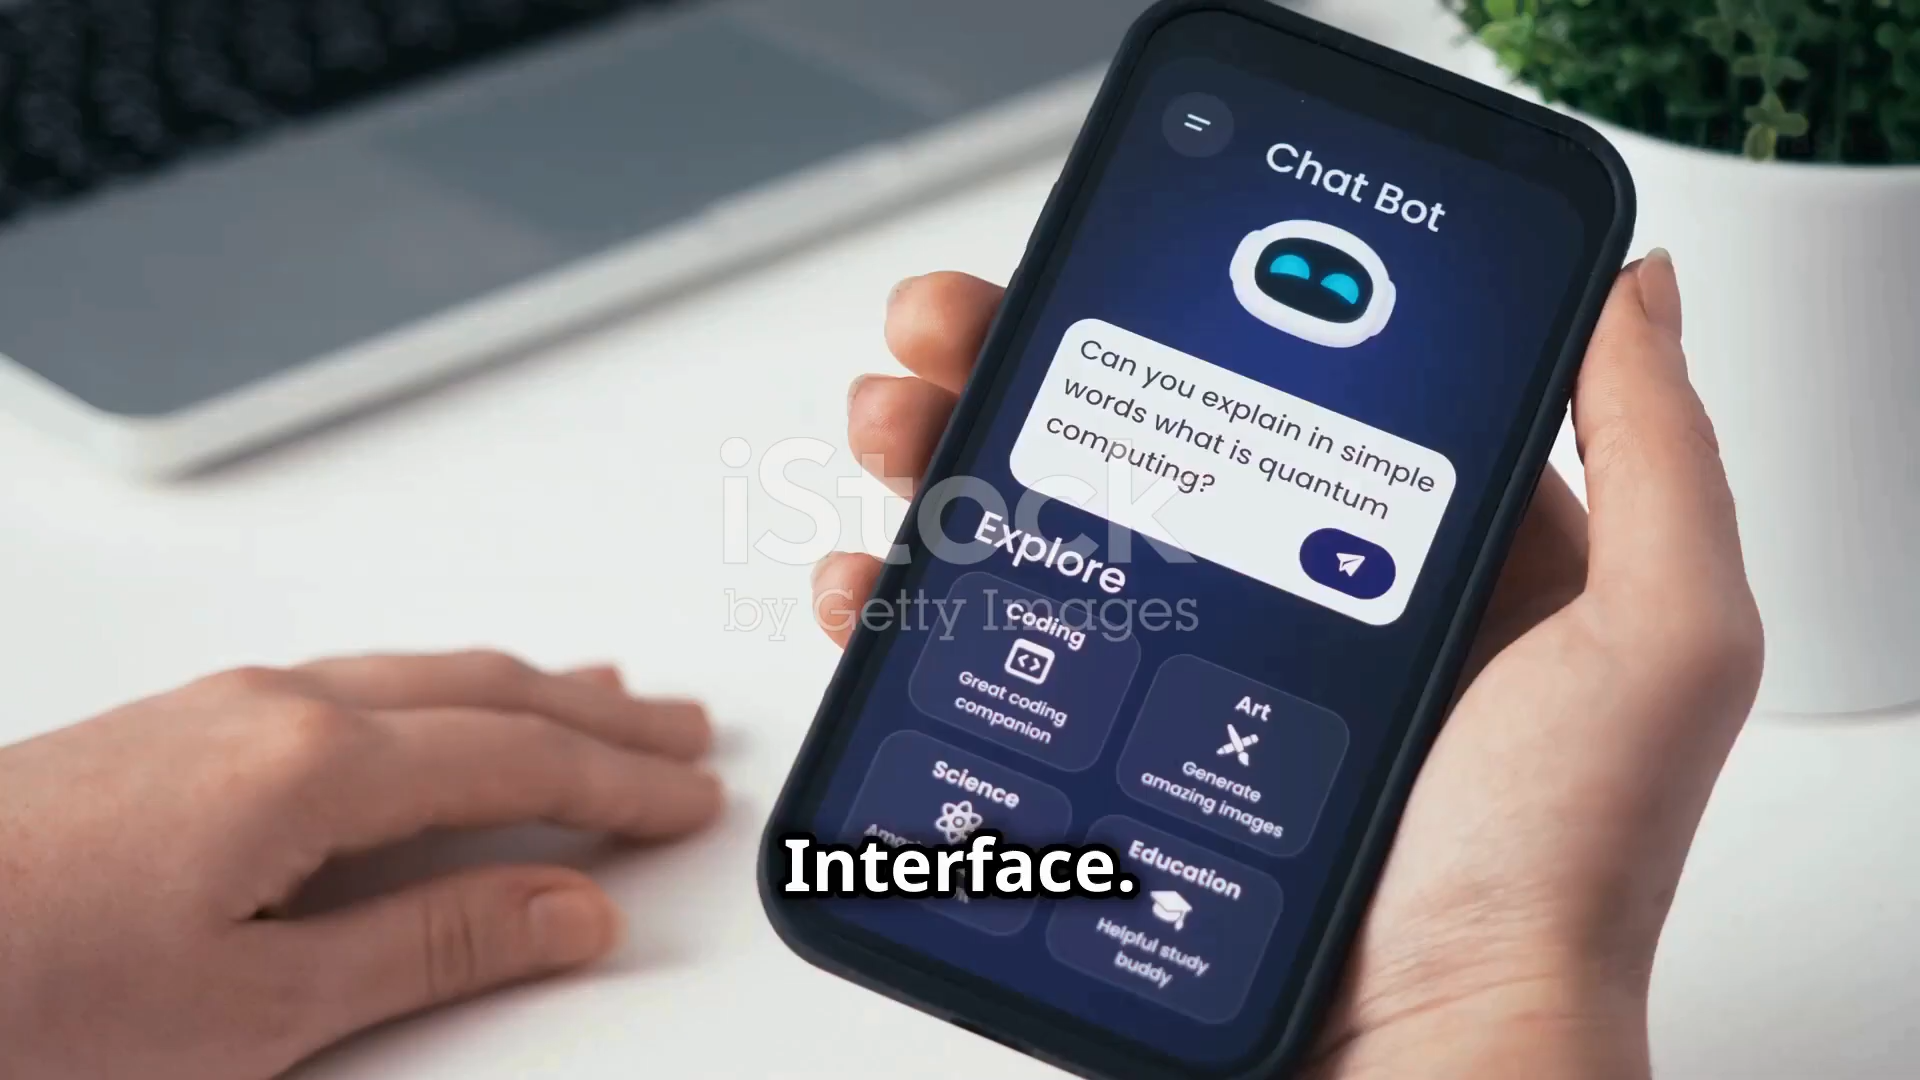 Chat Bot
Can you explain in simple
words what is quantum
computing?
iStock
by Getty Images
Explore
Coding
Great coding
companion
Art
Generate
amazing images
Science
Education
Helpful study
buddy
Interface.